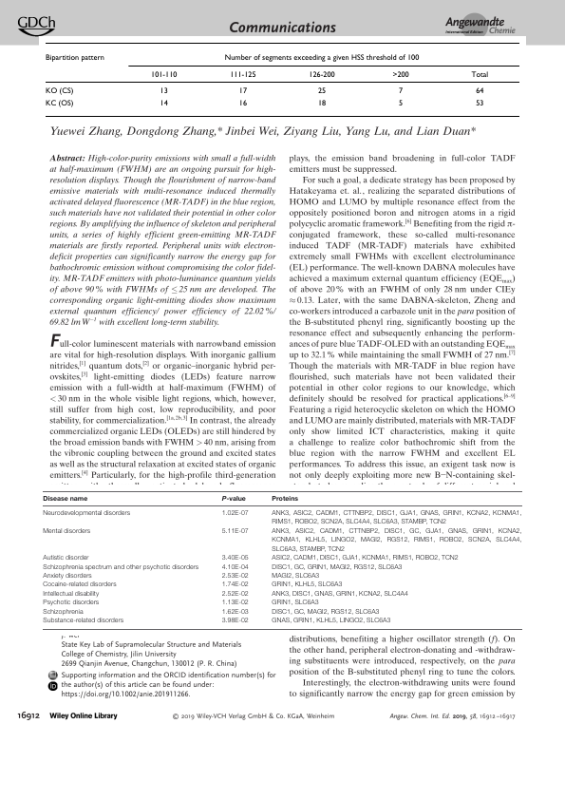 GDCh
Communications
Angewandte
International Edition Chemie
Bipartition pattern Number of segments exceeding a given HSS threshold of 100
101-110 111-125 126-200 >200 Total
KO (CS) 13 17 25 7 64
KC (OS) 14 16 18 5 53
Yuewei Zhang, Dongdong Zhang,* Jinbei Wei, Ziyang Liu, Yang Lu, and Lian Duan*
Abstract: High-color-purity emissions with small a full-width
at half-maximum (FWHM) are an ongoing pursuit for high-
resolution displays. Though the flourishment of narrow-band
emissive materials with multi-resonance induced thermally
activated delayed fluorescence (MR-TADF) in the blue region,
such materials have not validated their potential in other color
regions. By amplifying the influence of skeleton and peripheral
units, a series of highly efficient green-emitting MR-TADF
materials are firstly reported. Peripheral units with electron-
deficit properties can significantly narrow the energy gap for
bathochromic emission without compromising the color fidel-
ity. MR-TADF emitters with photo-luminance quantum yields
of above 90 % with FWHMs of ≤ 25 nm are developed. The
corresponding organic light-emitting diodes show maximum
external quantum efficiency/ power efficiency of 22.02 %/
69.82 lm W⁻¹ with excellent long-term stability.
Full-color luminescent materials with narrowband emission
are vital for high-resolution displays. With inorganic gallium
nitrides,[1] quantum dots,[2] or organic–inorganic hybrid per-
ovskites,[3] light-emitting diodes (LEDs) feature narrow
emission with a full-width at half-maximum (FWHM) of
< 30 nm in the whole visible light regions, which, however,
still suffer from high cost, low reproducibility, and poor
stability, for commercialization.[1a,2b,3] In contrast, the already
commercialized organic LEDs (OLEDs) are still hindered by
the broad emission bands with FWHM > 40 nm, arising from
the vibronic coupling between the ground and excited states
as well as the structural relaxation at excited states of organic
emitters.[4] Particularly, for the high-profile third-generation
plays, the emission band broadening in full-color TADF
emitters must be suppressed.
For such a goal, a dedicate strategy has been proposed by
Hatakeyama et. al., realizing the separated distributions of
HOMO and LUMO by multiple resonance effect from the
oppositely positioned boron and nitrogen atoms in a rigid
polycyclic aromatic framework.[6] Benefiting from the rigid π-
conjugated framework, these so-called multi-resonance
induced TADF (MR-TADF) materials have exhibited
extremely small FWHMs with excellent electroluminance
(EL) performance. The well-known DABNA molecules have
achieved a maximum external quantum efficiency (EQEmax)
of above 20 % with an FWHM of only 28 nm under CIEy
≈ 0.13. Later, with the same DABNA-skeleton, Zheng and
co-workers introduced a carbazole unit in the para position of
the B-substituted phenyl ring, significantly boosting up the
resonance effect and subsequently enhancing the perform-
ances of pure blue TADF-OLED with an outstanding EQEmax
up to 32.1 % while maintaining the small FWMH of 27 nm.[7]
Though the materials with MR-TADF in blue region have
flourished, such materials have not been validated their
potential in other color regions to our knowledge, which
definitely should be resolved for practical applications.[8–9]
Featuring a rigid heterocyclic skeleton on which the HOMO
and LUMO are mainly distributed, materials with MR-TADF
only show limited ICT characteristics, making it quite
a challenge to realize color bathochromic shift from the
blue region with the narrow FWHM and excellent EL
performances. To address this issue, an exigent task now is
not only deeply exploiting more new B−N-containing skel-
Disease name P-value Proteins
Neurodevelopmental disorders 1.02E-07 ANK3, ASIC2, CADM1, CTTNBP2, DISC1, GJA1, GNAS, GRIN1, KCNA2, KCNMA1,
RIMS1, ROBO2, SCN2A, SLC4A4, SLC6A3, STAMBP, TCN2
Mental disorders 5.11E-07 ANK3, ASIC2, CADM1, CTTNBP2, DISC1, GC, GJA1, GNAS, GRIN1, KCNA2,
KCNMA1, KLHL5, LINGO2, MAGI2, RGS12, RIMS1, ROBO2, SCN2A, SLC4A4,
SLC6A3, STAMBP, TCN2
Autistic disorder 3.40E-05 ASIC2, CADM1, DISC1, GJA1, KCNMA1, RIMS1, ROBO2, TCN2
Schizophrenia spectrum and other psychotic disorders 4.10E-04 DISC1, GC, GRIN1, MAGI2, RGS12, SLC6A3
Anxiety disorders 2.53E-02 MAGI2, SLC6A3
Cocaine-related disorders 1.74E-02 GRIN1, KLHL5, SLC6A3
Intellectual disability 2.52E-02 ANK3, DISC1, GNAS, GRIN1, KCNA2, SLC4A4
Psychotic disorders 1.13E-02 GRIN1, SLC6A3
Schizophrenia 1.62E-03 DISC1, GC, MAGI2, RGS12, SLC6A3
Substance-related disorders 3.98E-02 GNAS, GRIN1, KLHL5, LINGO2, SLC6A3
State Key Lab of Supramolecular Structure and Materials
College of Chemistry, Jilin University
2699 Qianjin Avenue, Changchun, 130012 (P. R. China)
Supporting information and the ORCID identification number(s) for
the author(s) of this article can be found under:
https://doi.org/10.1002/anie.201911266.
distributions, benefiting a higher oscillator strength (f). On
the other hand, peripheral electron-donating and -withdraw-
ing substituents were introduced, respectively, on the para
position of the B-substituted phenyl ring to tune the colors.
Interestingly, the electron-withdrawing units were found
to significantly narrow the energy gap for green emission by
16912 Wiley Online Library © 2019 Wiley-VCH Verlag GmbH & Co. KGaA, Weinheim Angew. Chem. Int. Ed. 2019, 58, 16912–16917